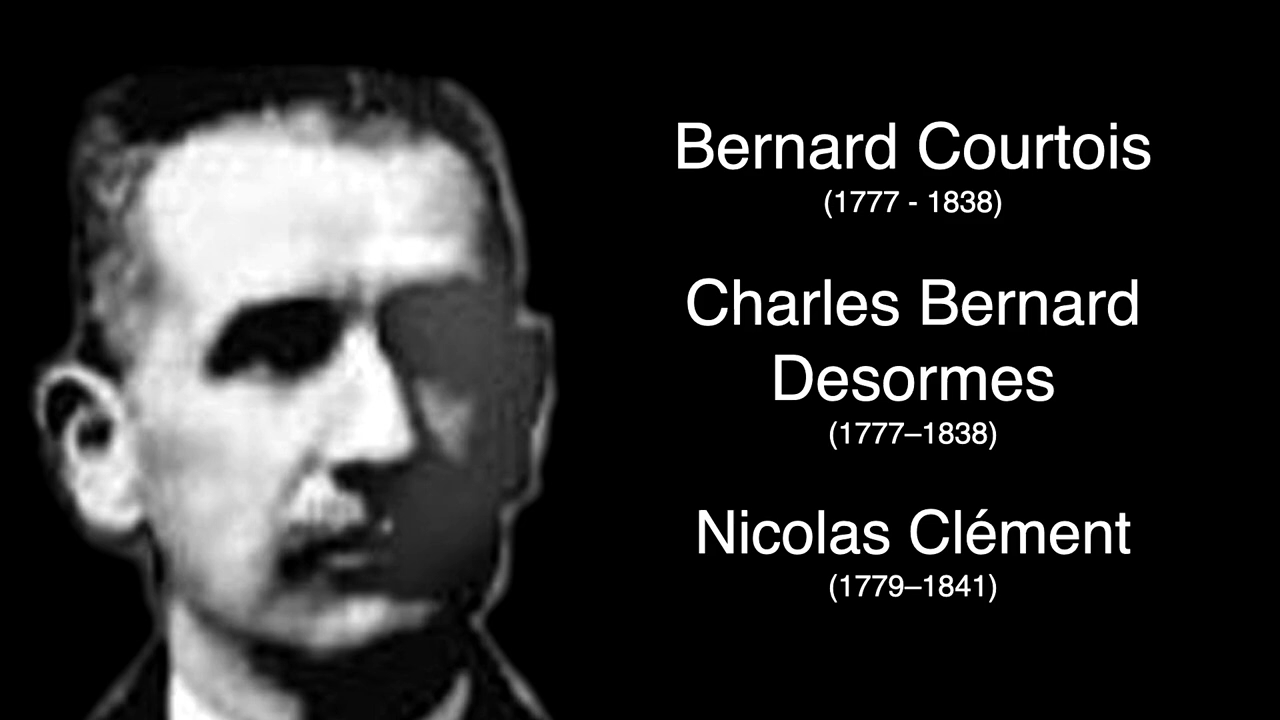 Bernard Courtois
(1777 - 1838)
Charles Bernard
Desormes
(1777–1838)
Nicolas Clément
(1779–1841)